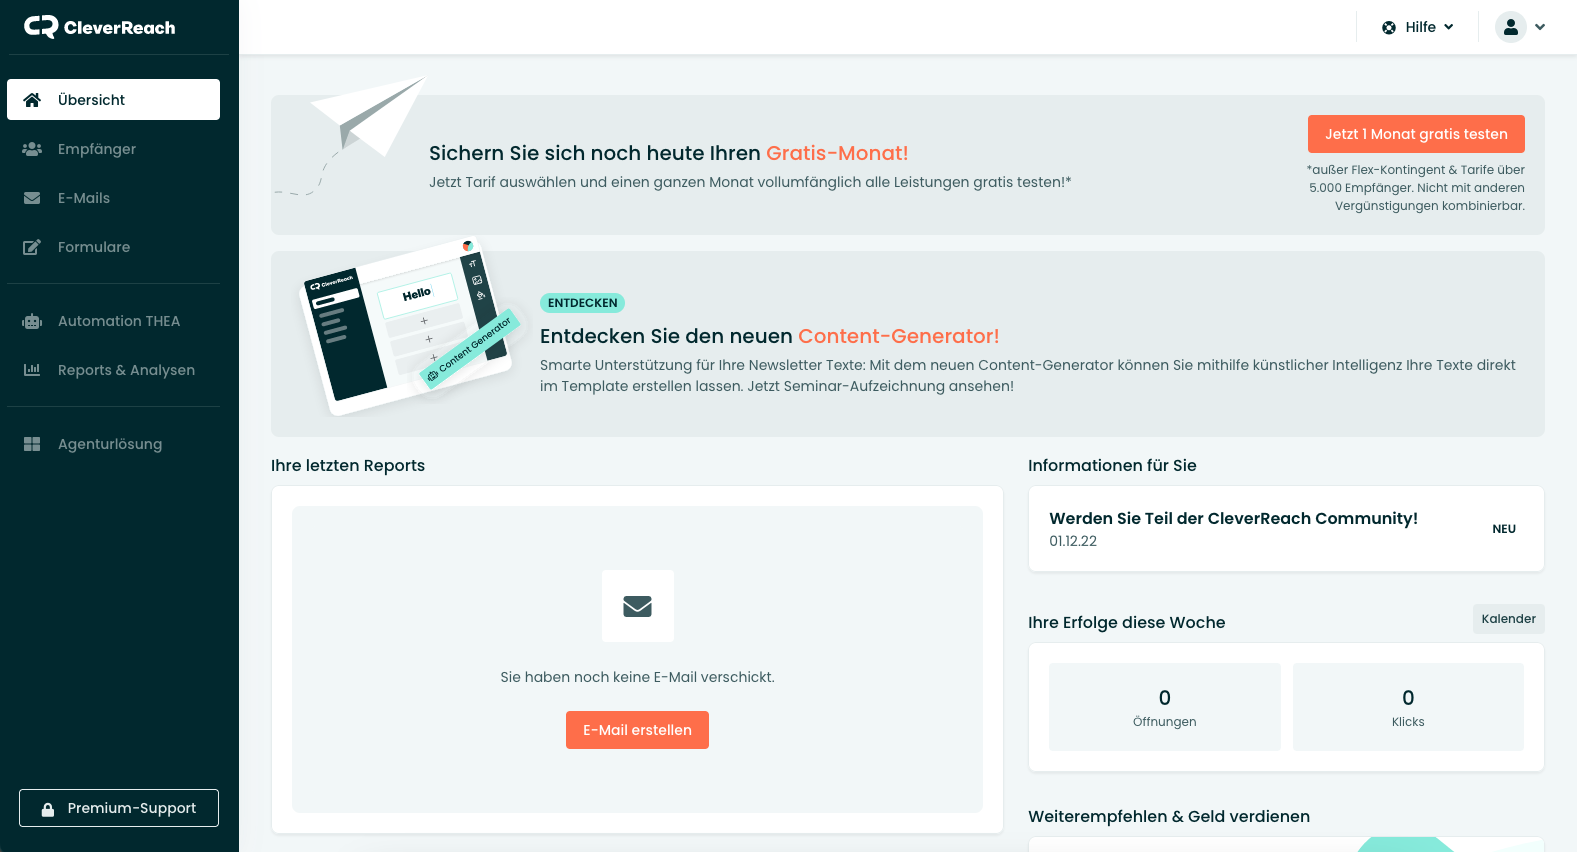 CleverReach
Hilfe
Übersicht
Empfänger
E-Mails
Formulare
Automation THEA
Reports & Analysen
Agenturlösung
Premium-Support
Sichern Sie sich noch heute Ihren Gratis-Monat!
Jetzt Tarif auswählen und einen ganzen Monat vollumfänglich alle Leistungen gratis testen!*
Jetzt 1 Monat gratis testen
*außer Flex-Kontingent & Tarife über
5.000 Empfänger. Nicht mit anderen
Vergünstigungen kombinierbar.
CleverReach
Hello
Content Generator
ENTDECKEN
Entdecken Sie den neuen Content-Generator!
Smarte Unterstützung für Ihre Newsletter Texte: Mit dem neuen Content-Generator können Sie mithilfe künstlicher Intelligenz Ihre Texte direkt
im Template erstellen lassen. Jetzt Seminar-Aufzeichnung ansehen!
Ihre letzten Reports
Sie haben noch keine E-Mail verschickt.
E-Mail erstellen
Informationen für Sie
Werden Sie Teil der CleverReach Community!
01.12.22
NEU
Ihre Erfolge diese Woche
Kalender
0
Öffnungen
0
Klicks
Weiterempfehlen & Geld verdienen